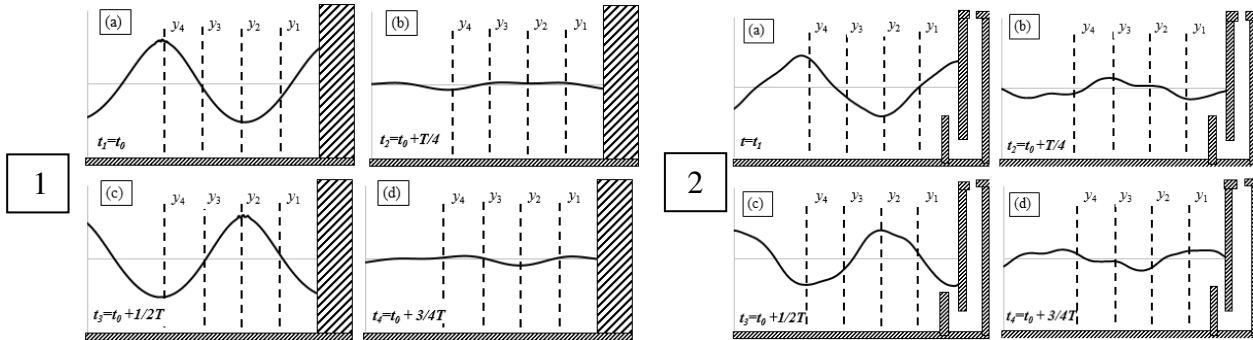 1
(a) y₄ y₃ y₂ y₁
t₁=t₀
(b) y₄ y₃ y₂ y₁
t₂=t₀+T/4
(c) y₄ y₃ y₂ y₁
t₃=t₀+1/2T
(d) y₄ y₃ y₂ y₁
t₄=t₀+ 3/4T
2
(a) y₄ y₃ y₂ y₁
t=t₁
(b) y₄ y₃ y₂ y₁
t₂=t₀+T/4
(c) y₄ y₃ y₂ y₁
t₃=t₀+1/2T
(d) y₄ y₃ y₂ y₁
t₄=t₀+ 3/4T